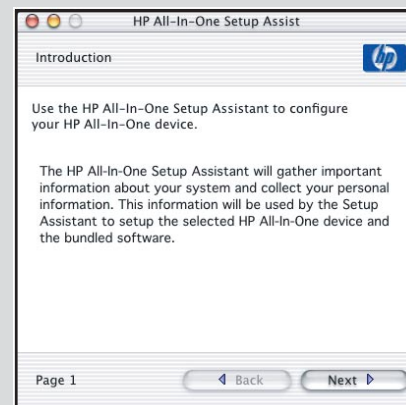 HP All-In-One Setup Assist
Introduction
hp
Use the HP All-In-One Setup Assistant to configure
your HP All-In-One device.
The HP All-In-One Setup Assistant will gather important
information about your system and collect your personal
information. This information will be used by the Setup
Assistant to setup the selected HP All-In-One device and
the bundled software.
Page 1
Back
Next